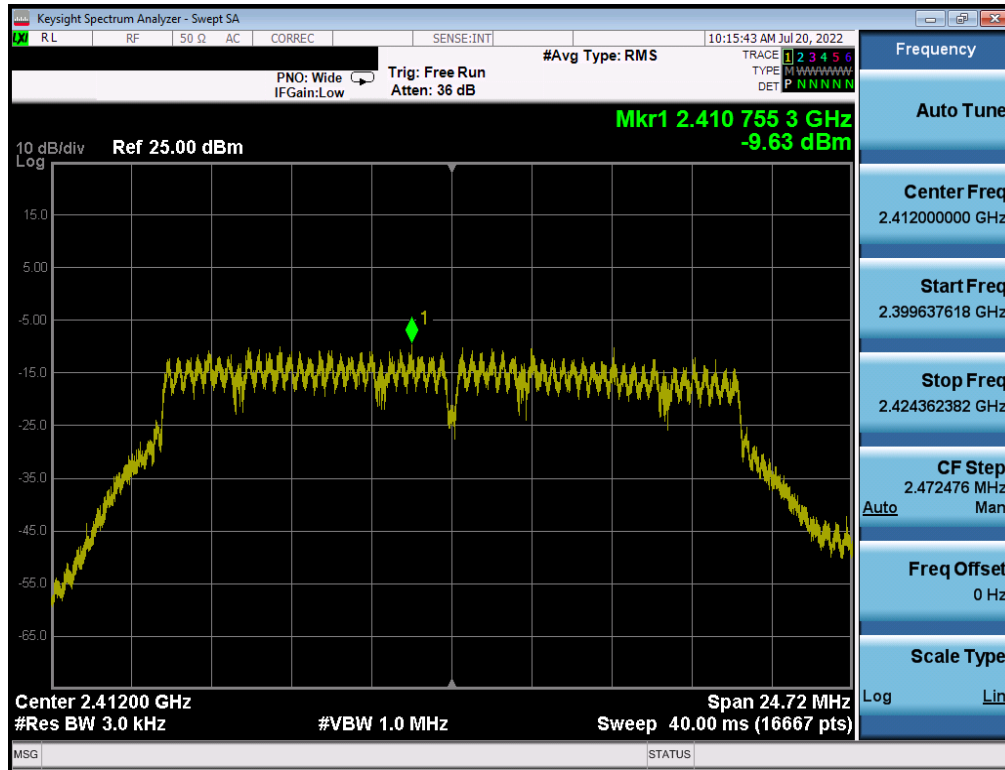 Keysight Spectrum Analyzer - Swept SA
LXI RL RF 50 Ω AC CORREC SENSE:INT 10:15:43 AM Jul 20, 2022
#Avg Type: RMS
TRACE 1 2 3 4 5 6
TYPE M WWWWW
DET P N N N N N
PNO: Wide
IFGain:Low
Trig: Free Run
Atten: 36 dB
Mkr1 2.410 755 3 GHz
-9.63 dBm
10 dB/div
Log
Ref 25.00 dBm
15.0
5.00
-5.00
-15.0
-25.0
-35.0
-45.0
-55.0
-65.0
1
Center 2.41200 GHz
Span 24.72 MHz
#Res BW 3.0 kHz
#VBW 1.0 MHz
Sweep 40.00 ms (16667 pts)
MSG
STATUS
Frequency
Auto Tune
Center Freq
2.412000000 GHz
Start Freq
2.399637618 GHz
Stop Freq
2.424362382 GHz
CF Step
2.472476 MHz
Auto Man
Freq Offset
0 Hz
Scale Type
Log Lin